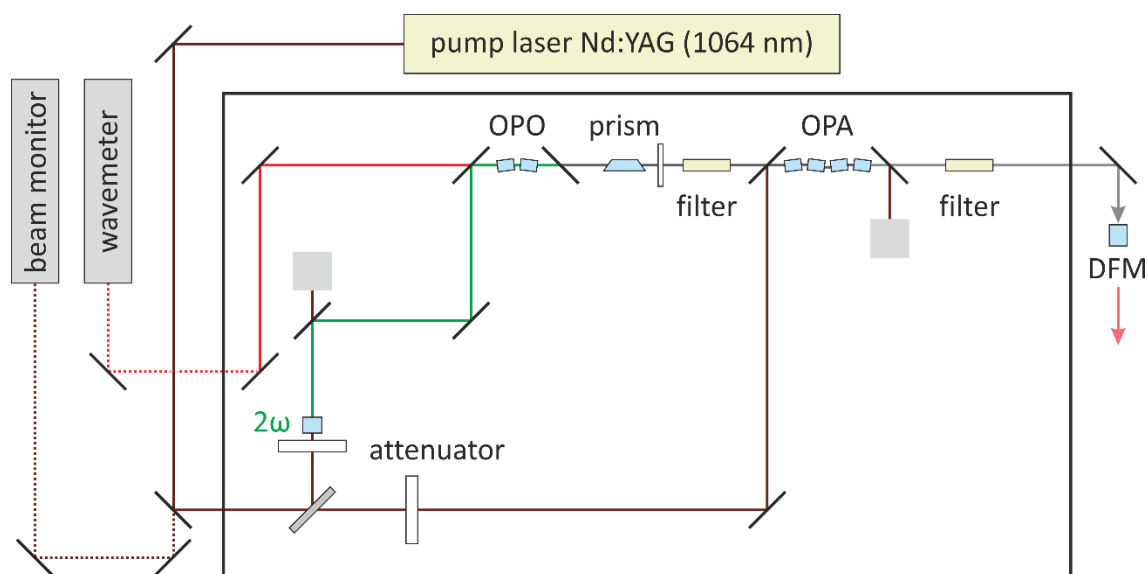 pump laser Nd:YAG (1064 nm)
beam monitor
wavemeter
OPO
prism
OPA
filter
filter
DFM
2ω
attenuator